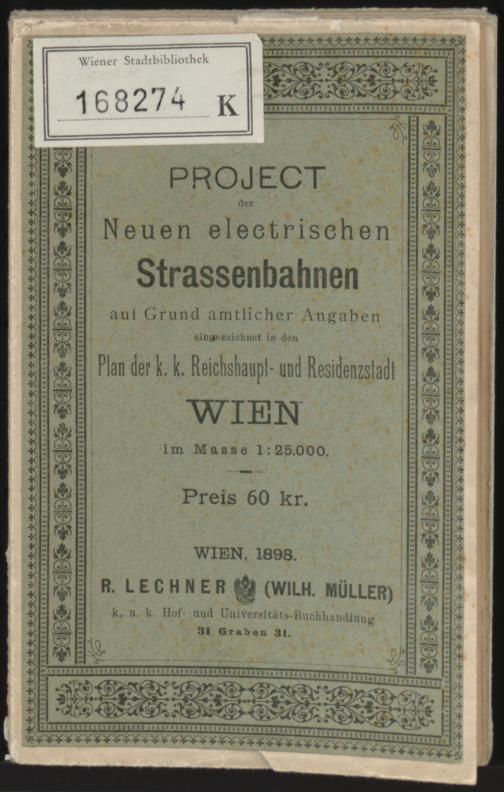 Wiener Stadtbibliothek
168274 K
PROJECT
der
Neuen electrischen
Strassenbahnen
auf Grund amtlicher Angaben
eingezeichnet in den
Plan der k. k. Reichshaupt- und Residenzstadt
WIEN
im Masse 1:25.000.
Preis 60 kr.
WIEN, 1898.
R. LECHNER (WILH. MÜLLER)
k. u. k. Hof- und Universitäts-Buchhandlung
31 Graben 31.